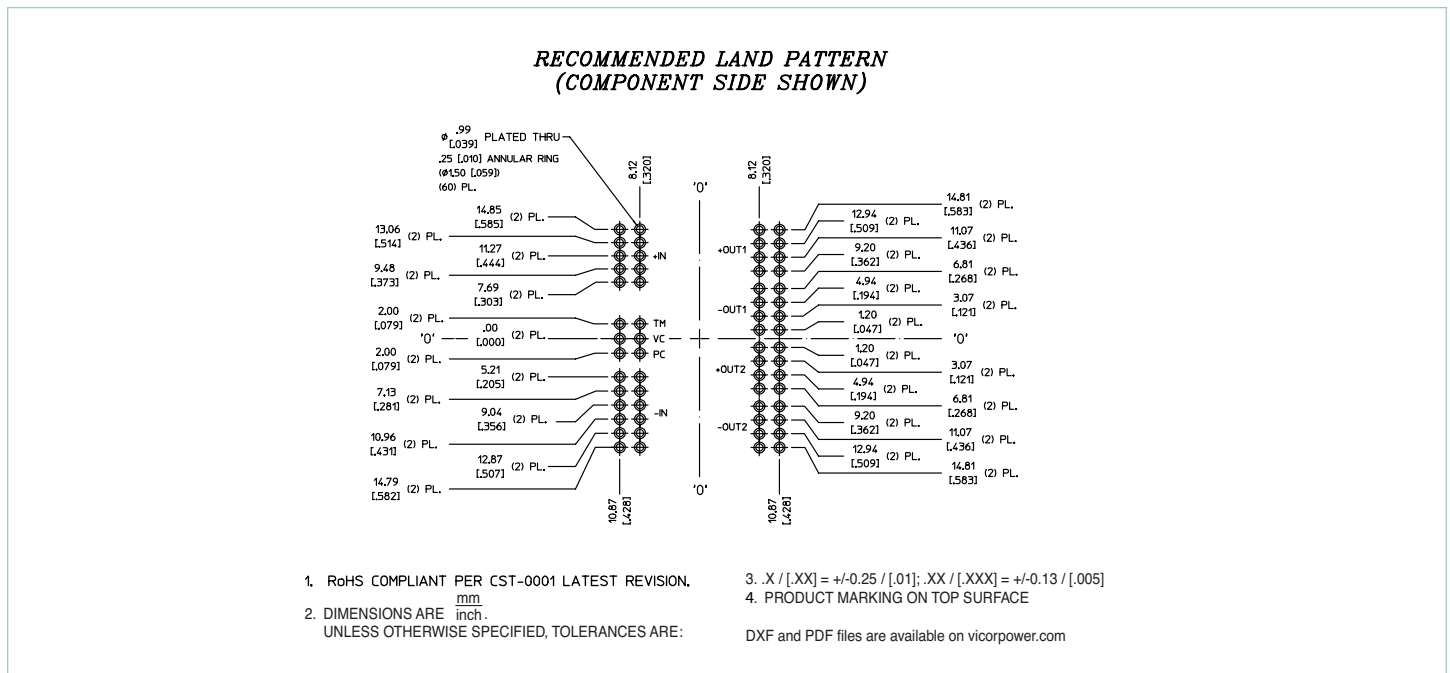 RECOMMENDED LAND PATTERN
(COMPONENT SIDE SHOWN)
Ø .99 [.039] PLATED THRU
.25 [.010] ANNULAR RING
(Ø1.50 [.059])
(60) PL.
8.12 [.320]
'0'
8.12 [.320]
14.85 [.585] (2) PL.
13.06 [.514] (2) PL.
11.27 [.444] (2) PL.
9.48 [.373] (2) PL.
7.69 [.303] (2) PL.
2.00 [.079] (2) PL.
'0'
.00 [.000] (2) PL.
2.00 [.079] (2) PL.
5.21 [.205] (2) PL.
7.13 [.281] (2) PL.
9.04 [.356] (2) PL.
10.96 [.431] (2) PL.
12.87 [.507] (2) PL.
14.79 [.582] (2) PL.
+IN
TM
VC
PC
-IN
+OUT1
-OUT1
+OUT2
-OUT2
14.81 [.583] (2) PL.
12.94 [.509] (2) PL.
11.07 [.436] (2) PL.
9.20 [.362] (2) PL.
6.81 [.268] (2) PL.
4.94 [.194] (2) PL.
3.07 [.121] (2) PL.
1.20 [.047] (2) PL.
'0'
1.20 [.047] (2) PL.
3.07 [.121] (2) PL.
4.94 [.194] (2) PL.
6.81 [.268] (2) PL.
9.20 [.362] (2) PL.
11.07 [.436] (2) PL.
12.94 [.509] (2) PL.
14.81 [.583] (2) PL.
10.87 [.428]
'0'
10.87 [.428]
1. RoHS COMPLIANT PER CST-0001 LATEST REVISION.
2. DIMENSIONS ARE mm / inch.
UNLESS OTHERWISE SPECIFIED, TOLERANCES ARE:
3. .X / [.XX] = +/-0.25 / [.01]; .XX / [.XXX] = +/-0.13 / [.005]
4. PRODUCT MARKING ON TOP SURFACE
DXF and PDF files are available on vicorpower.com